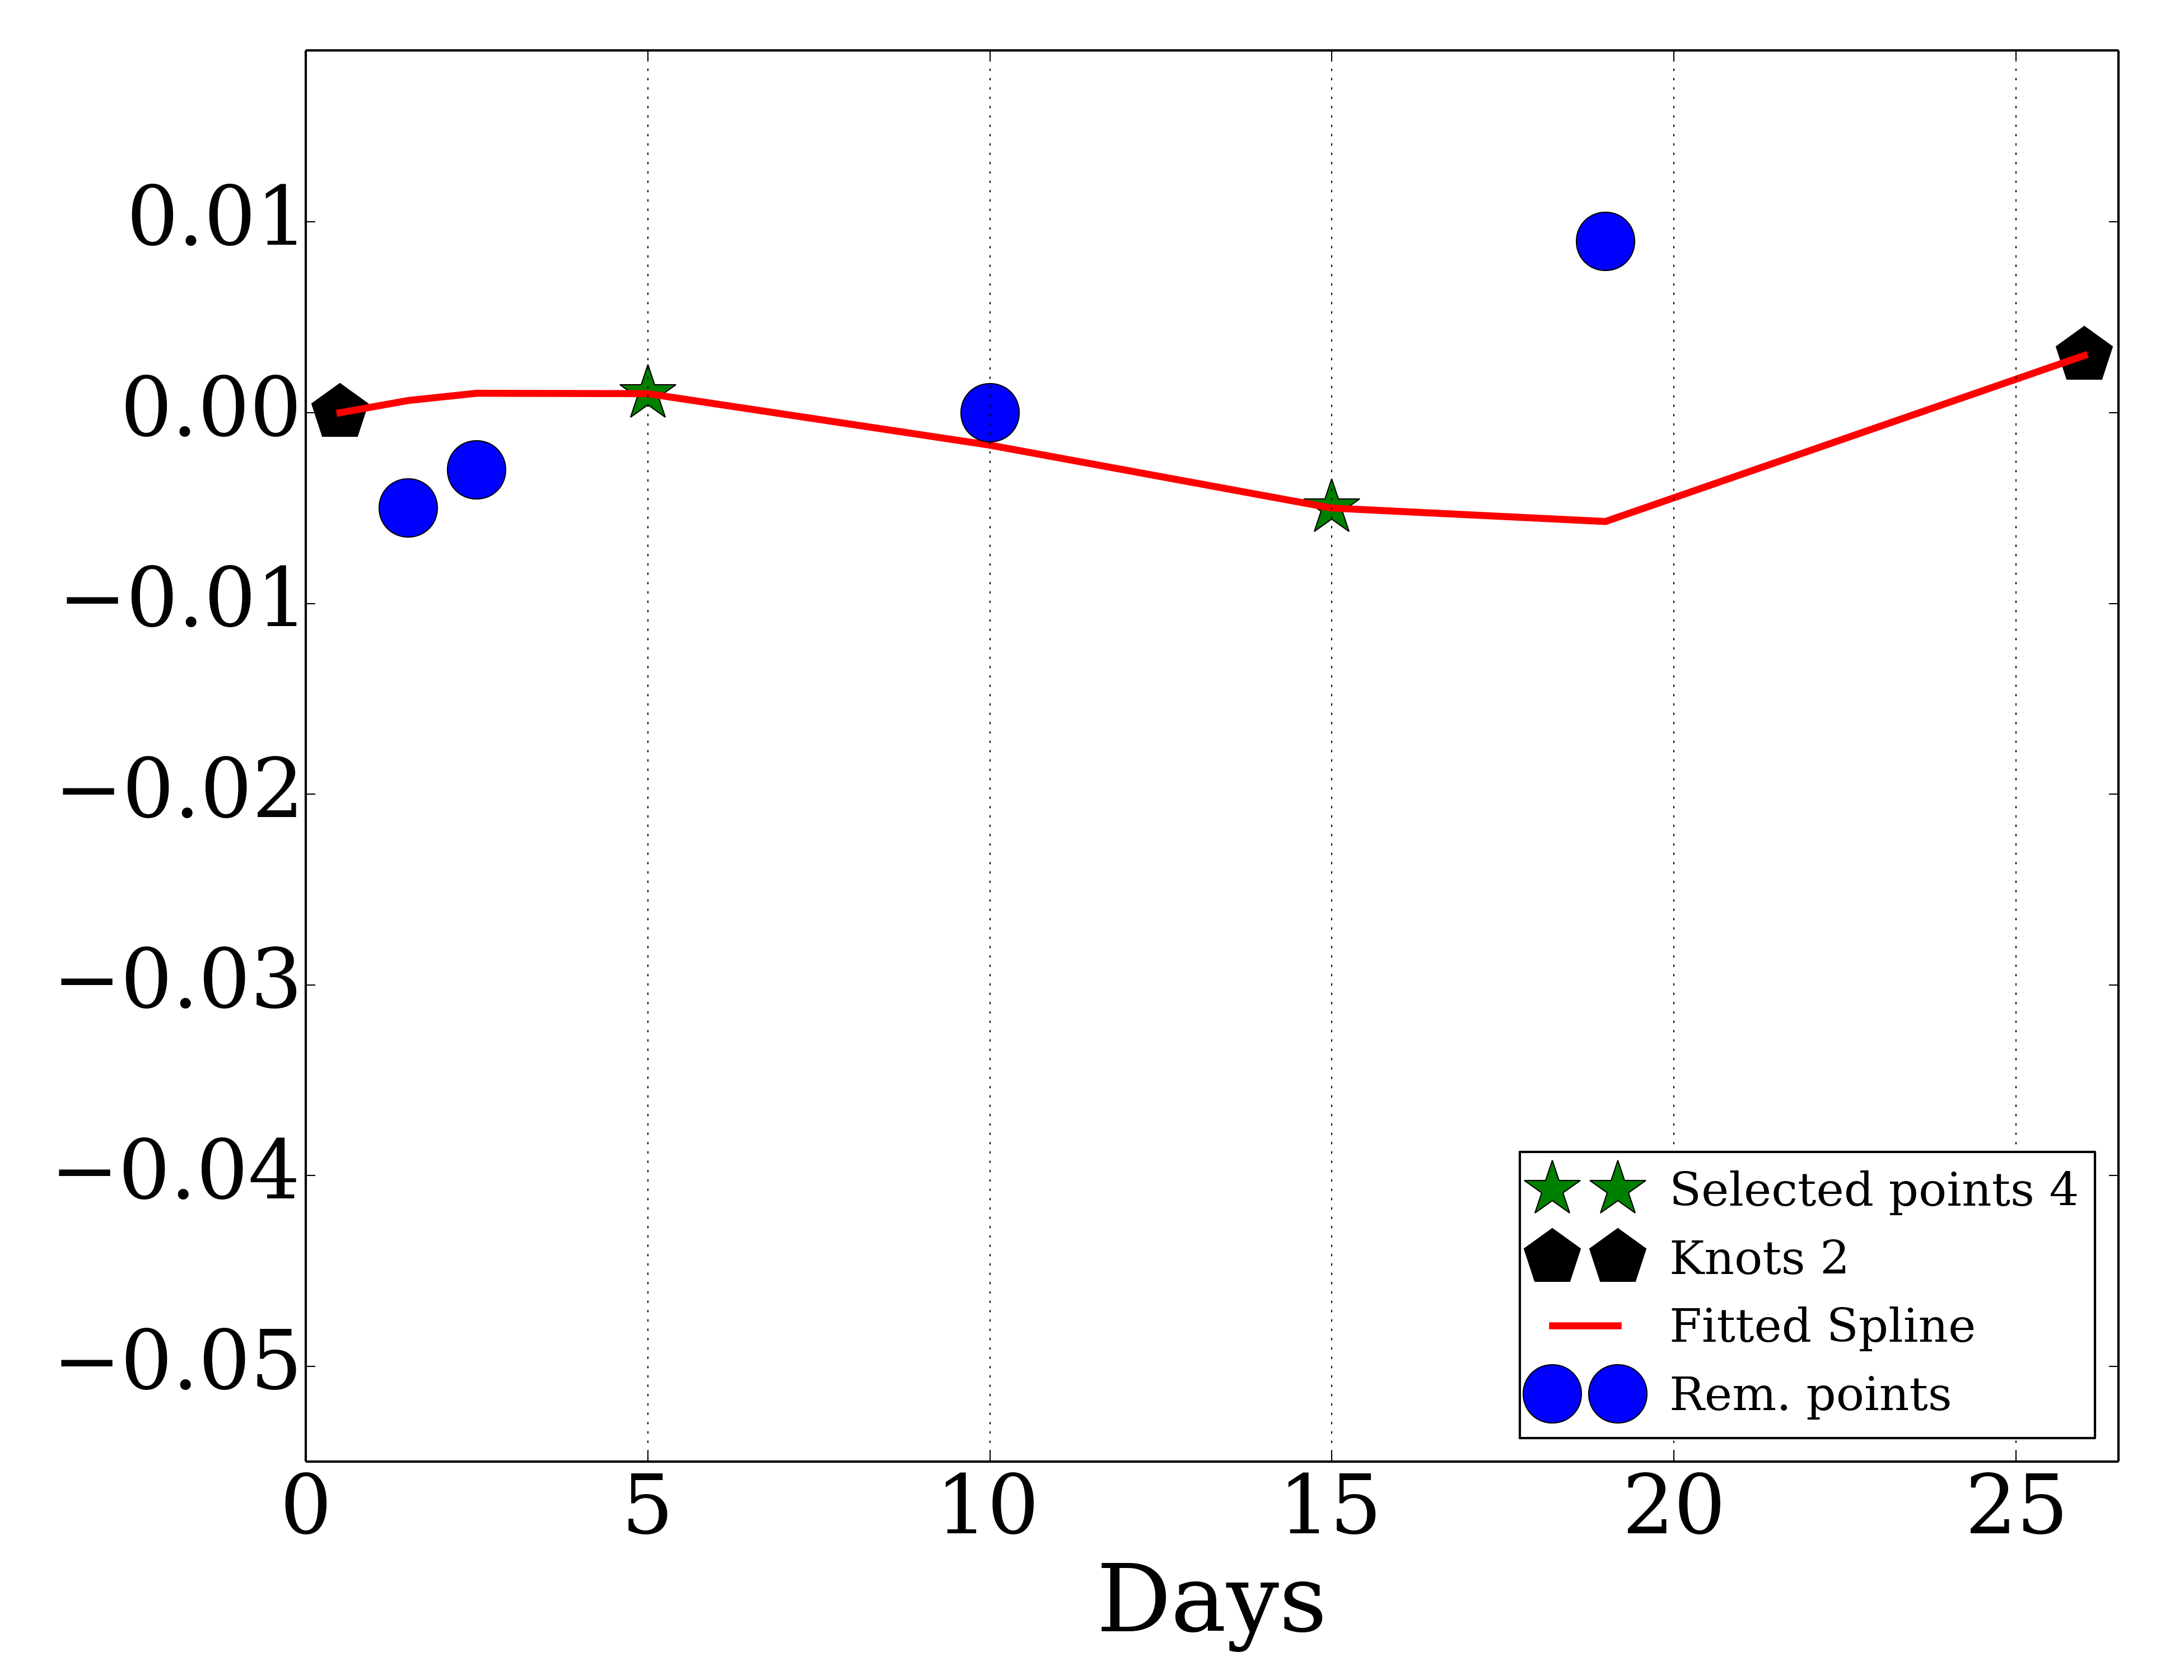 0.01
0.00
−0.01
−0.02
−0.03
−0.04
−0.05
Selected points 4
Knots 2
Fitted Spline
Rem. points
0 5 10 15 20 25
Days